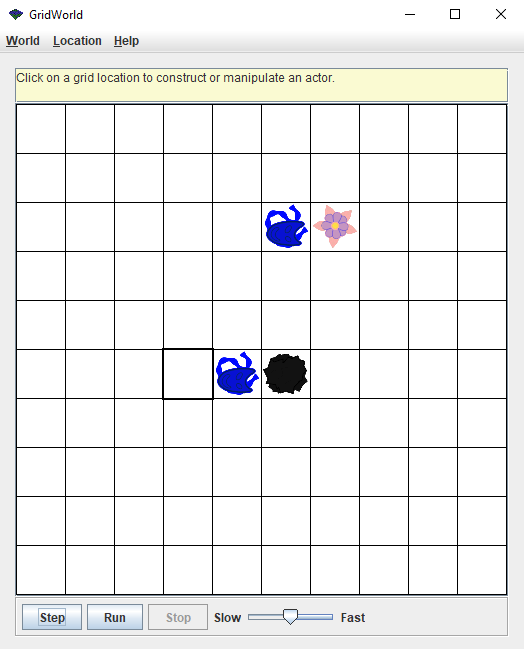 GridWorld
World Location Help
Click on a grid location to construct or manipulate an actor.
Step Run Stop Slow Fast